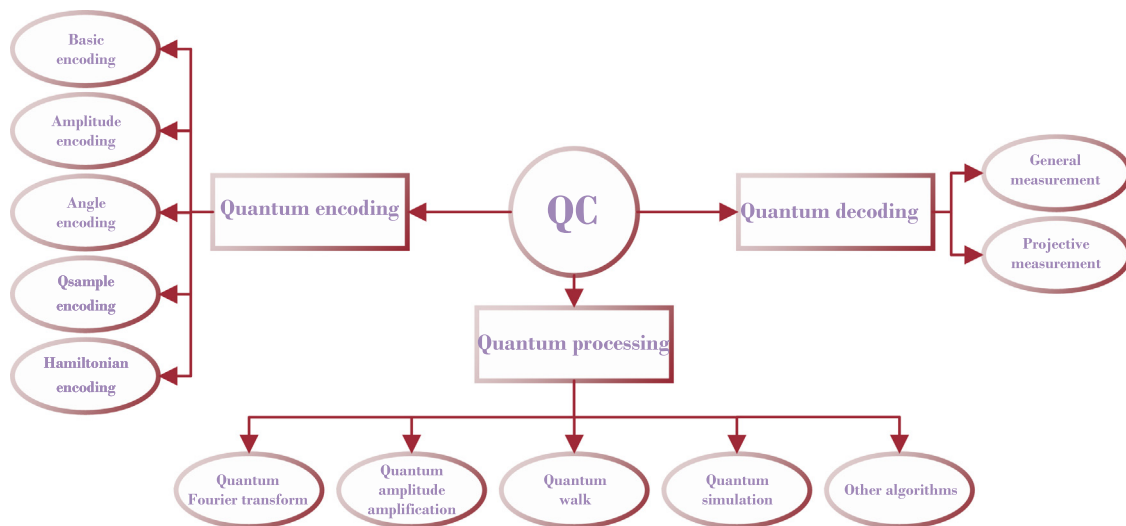 Basic
encoding
Amplitude
encoding
Angle
encoding
Qsample
encoding
Hamiltonian
encoding
Quantum encoding
QC
Quantum decoding
General
measurement
Projective
measurement
Quantum processing
Quantum
Fourier transform
Quantum
amplitude
amplification
Quantum
walk
Quantum
simulation
Other algorithms